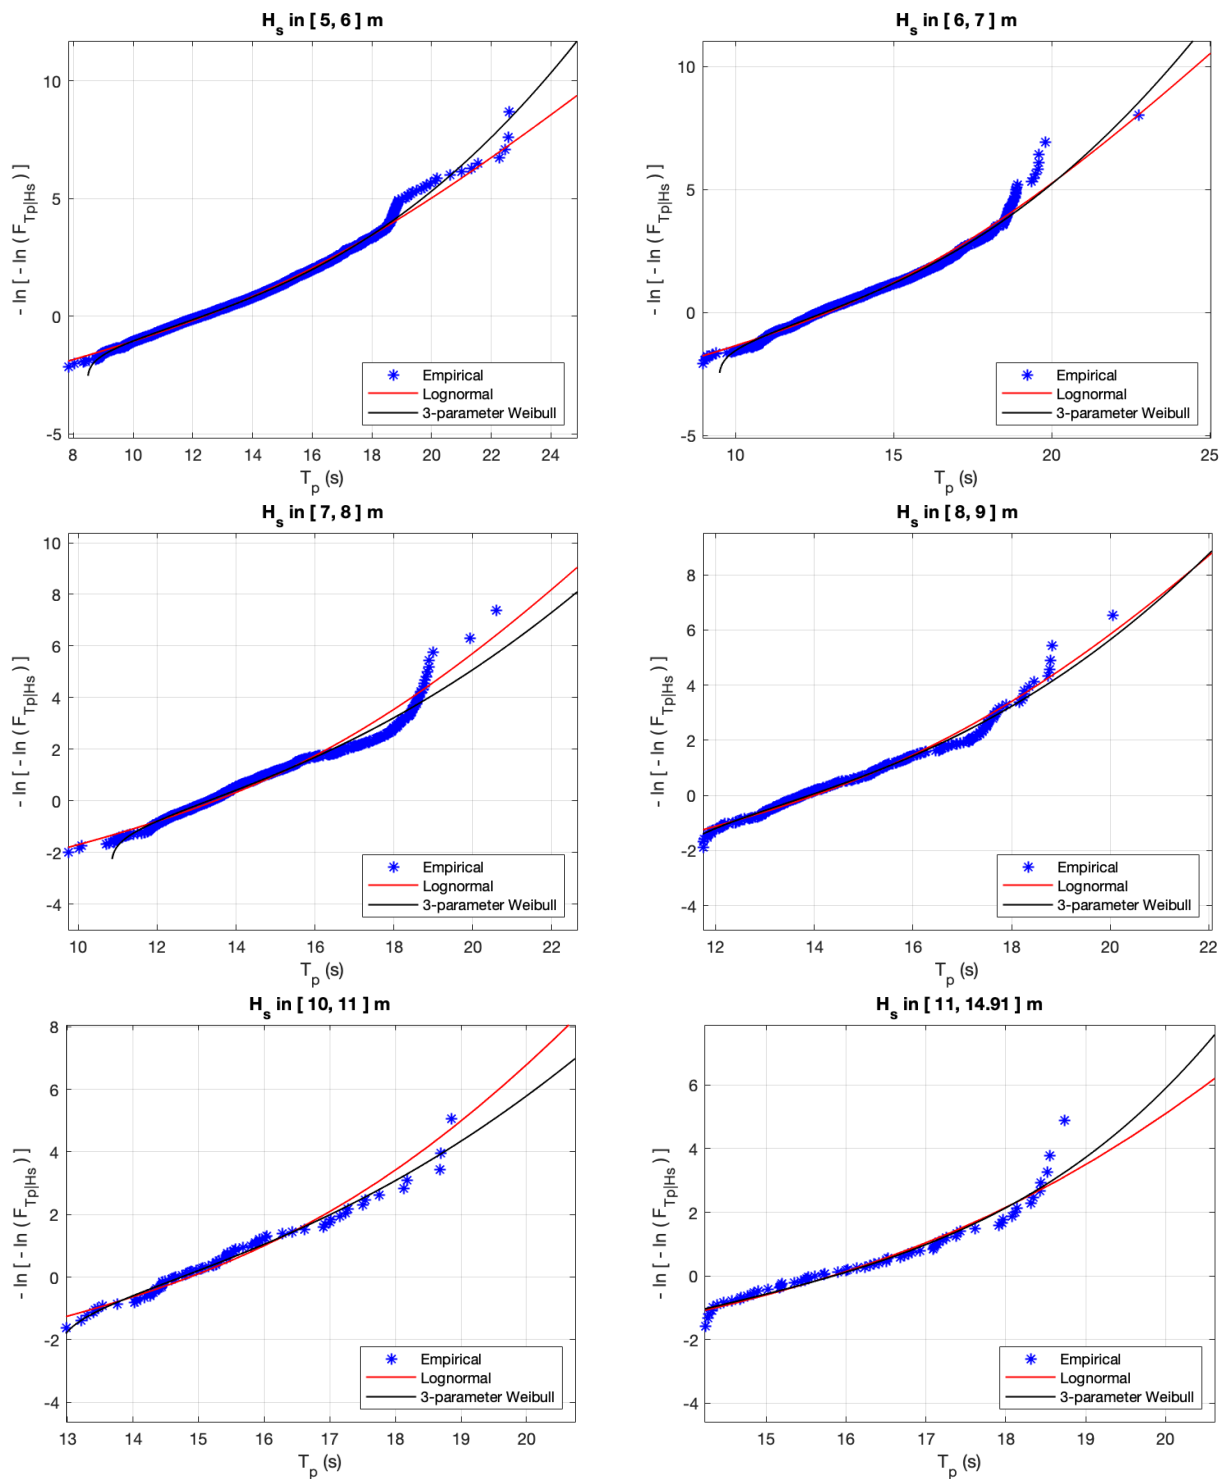 H_s in [ 5, 6 ] m
- ln [ - ln ( F_Tp|Hs ) ]
10
5
0
-5
8 10 12 14 16 18 20 22 24
T_p (s)
Empirical
Lognormal
3-parameter Weibull
H_s in [ 6, 7 ] m
- ln [ - ln ( F_Tp|Hs ) ]
10
5
0
-5
10 15 20 25
T_p (s)
Empirical
Lognormal
3-parameter Weibull
H_s in [ 7, 8 ] m
- ln [ - ln ( F_Tp|Hs ) ]
10
8
6
4
2
0
-2
-4
10 12 14 16 18 20 22
T_p (s)
Empirical
Lognormal
3-parameter Weibull
H_s in [ 8, 9 ] m
- ln [ - ln ( F_Tp|Hs ) ]
8
6
4
2
0
-2
-4
12 14 16 18 20 22
T_p (s)
Empirical
Lognormal
3-parameter Weibull
H_s in [ 10, 11 ] m
- ln [ - ln ( F_Tp|Hs ) ]
8
6
4
2
0
-2
-4
13 14 15 16 17 18 19 20
T_p (s)
Empirical
Lognormal
3-parameter Weibull
H_s in [ 11, 14.91 ] m
- ln [ - ln ( F_Tp|Hs ) ]
6
4
2
0
-2
-4
15 16 17 18 19 20
T_p (s)
Empirical
Lognormal
3-parameter Weibull